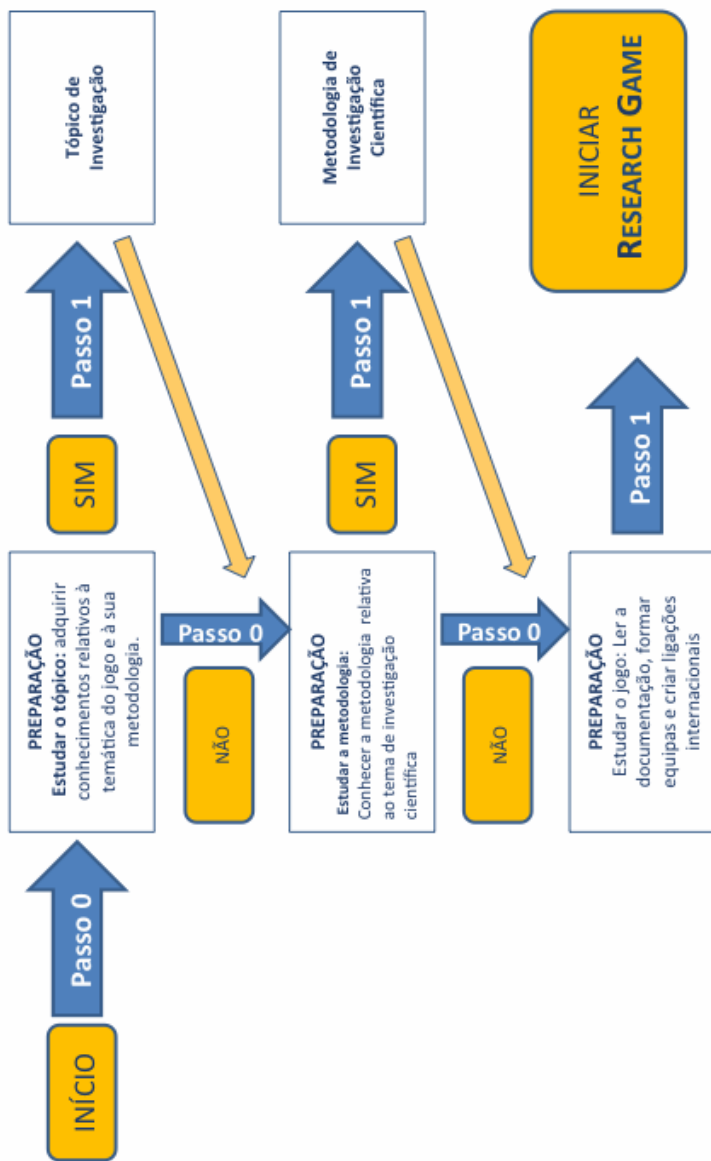 INÍCIO
Passo 0
PREPARAÇÃO
Estudar o tópico: adquirir
conhecimentos relativos à
temática do jogo e à sua
metodologia.
SIM
Passo 1
Tópico de
Investigação
NÃO
Passo 0
PREPARAÇÃO
Estudar a metodologia:
Conhecer a metodologia relativa
ao tema de investigação
científica
SIM
Passo 1
Metodologia de
Investigação
Científica
NÃO
Passo 0
PREPARAÇÃO
Estudar o jogo: Ler a
documentação, formar
equipas e criar ligações
internacionais
Passo 1
INICIAR
RESEARCH GAME